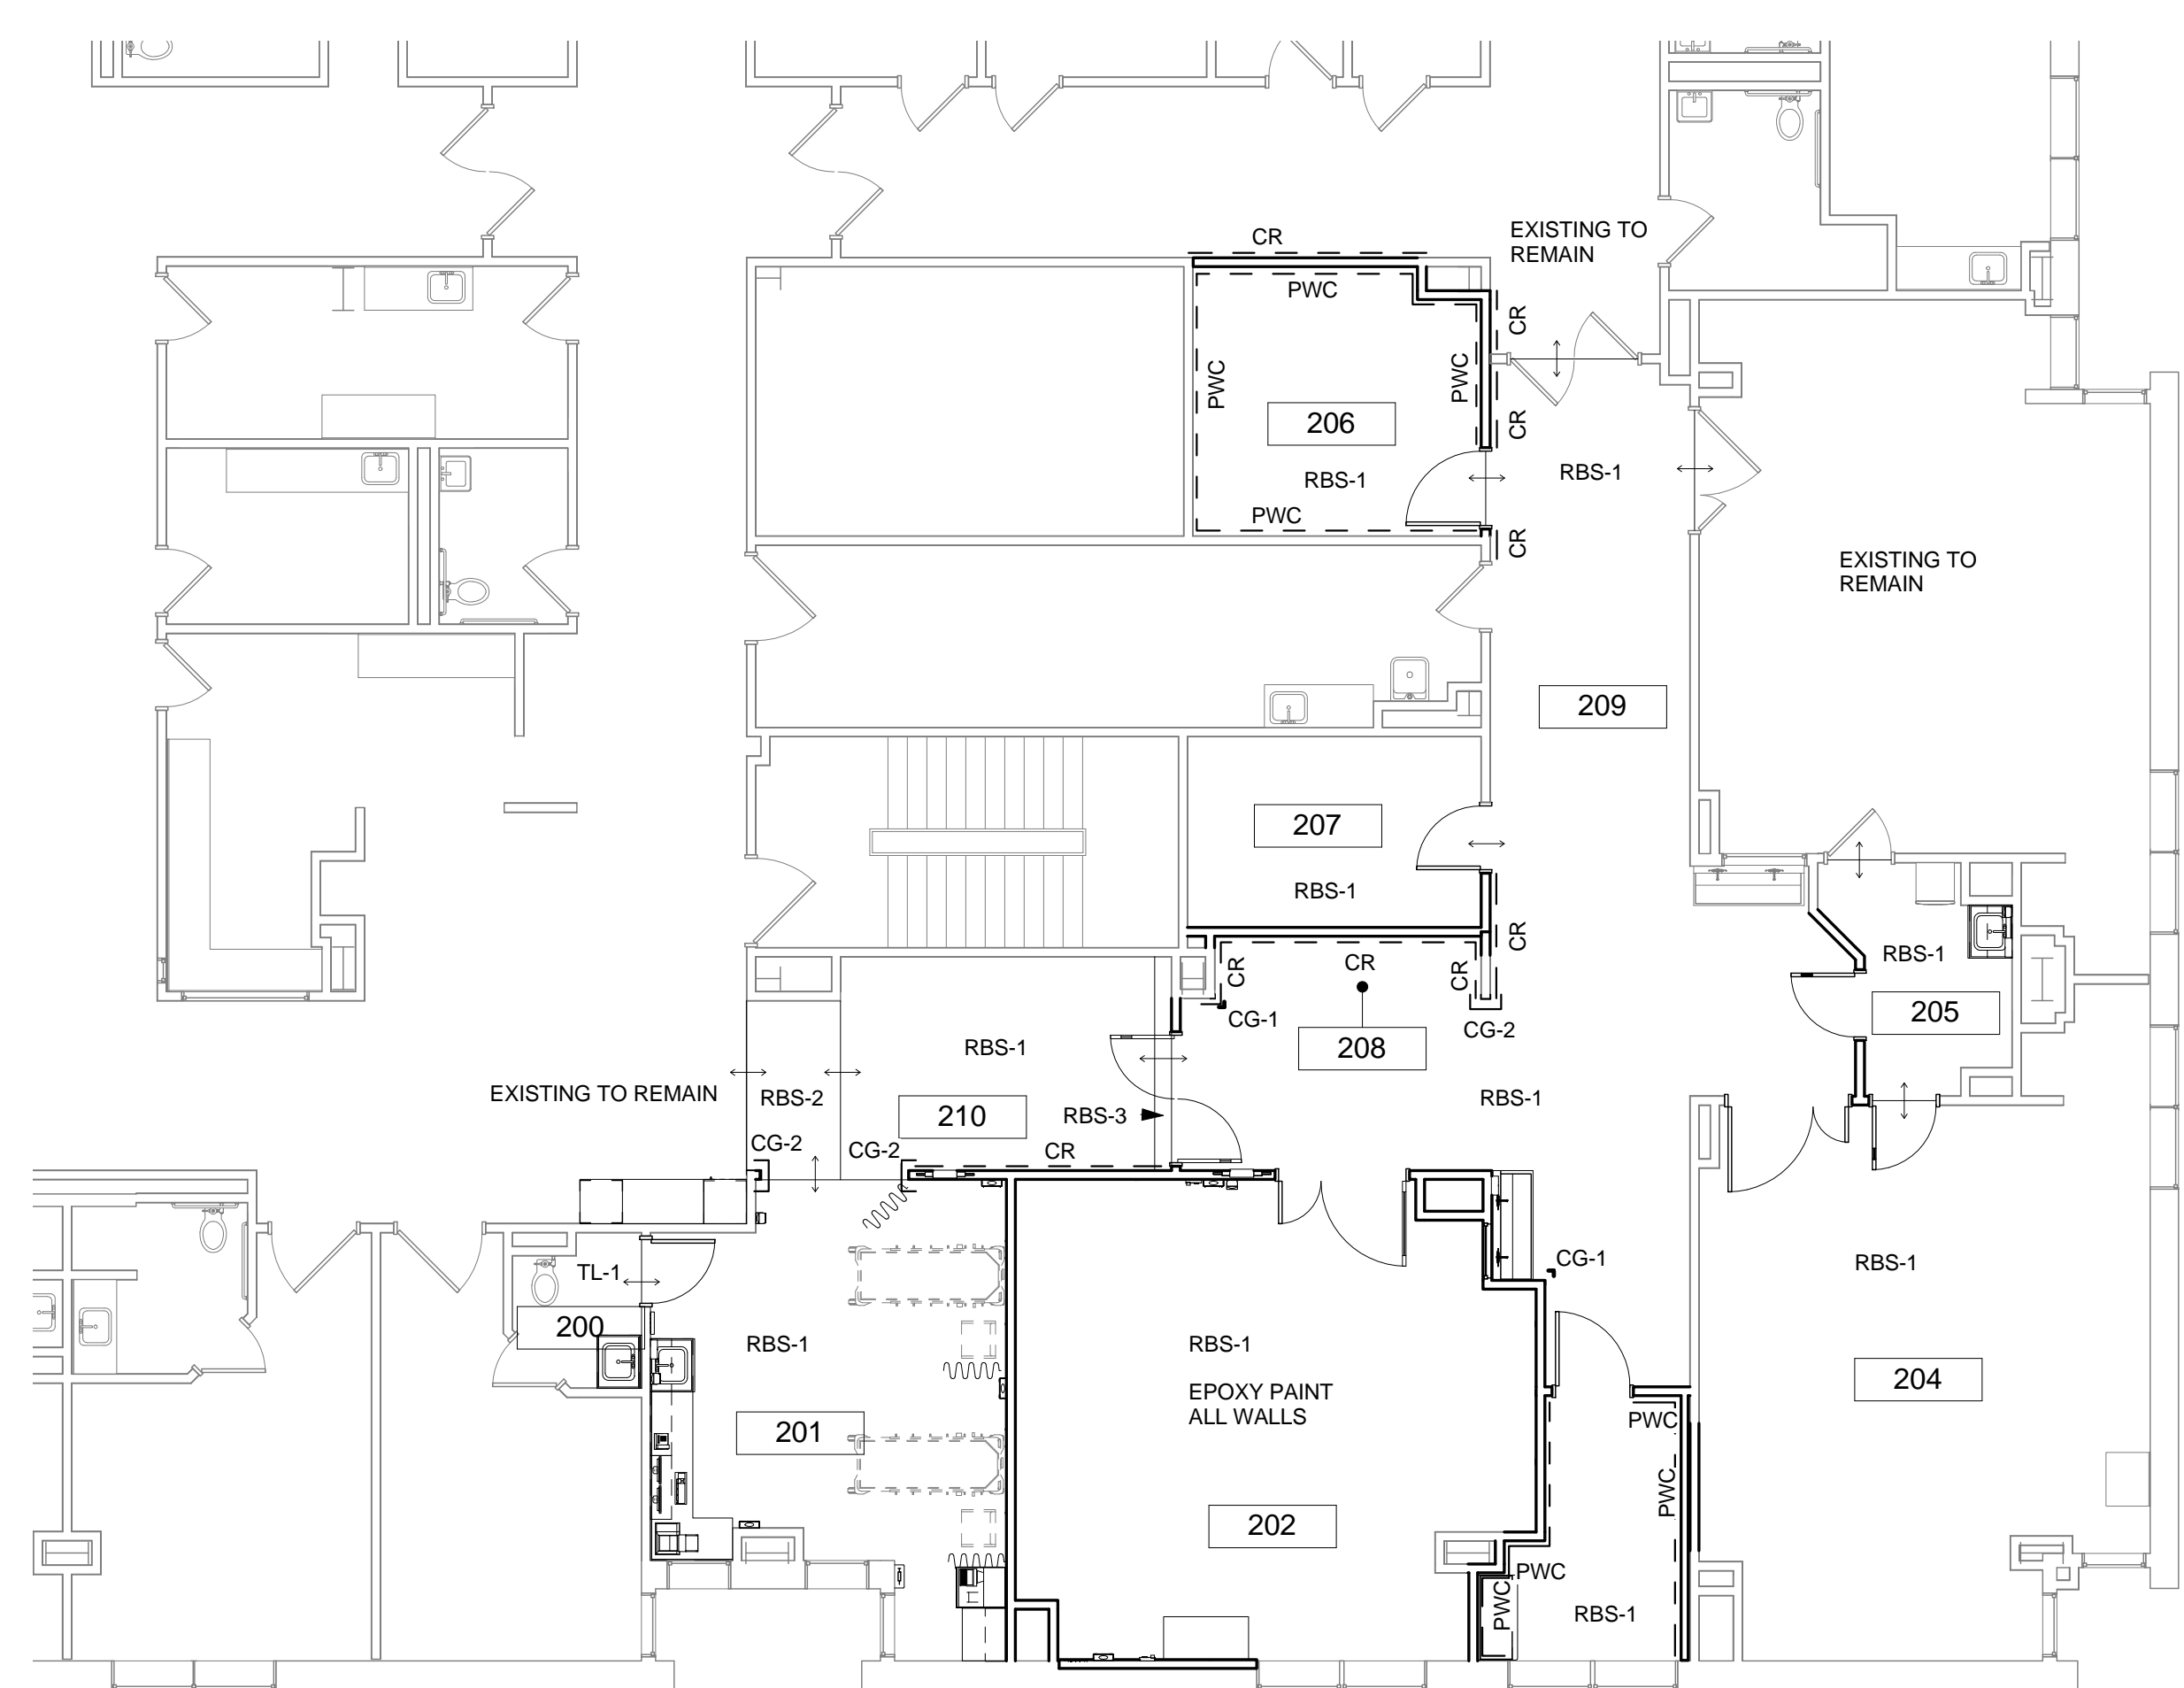 CR
EXISTING TO
REMAIN
PWC
CR
PWC
PWC
206
CR
RBS-1
RBS-1
PWC
CR
EXISTING TO
REMAIN
209
207
RBS-1
CR
CR
CR
CR
RBS-1
CG-1
CG-2
205
RBS-1
208
EXISTING TO REMAIN
RBS-2
210
RBS-3
RBS-1
CG-2
CG-2
CR
TL-1
CG-1
RBS-1
200
RBS-1
RBS-1
204
EPOXY PAINT
ALL WALLS
PWC
201
PWC
202
PWC
PWC
RBS-1